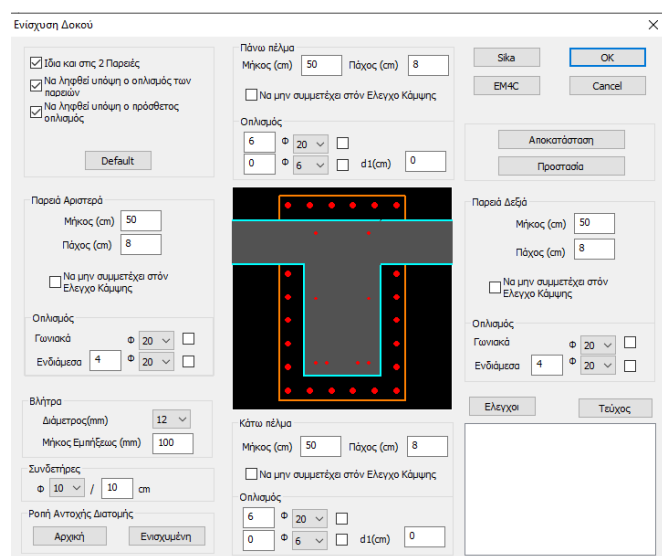 Ενίσχυση Δοκού
Ιδια και στις 2 Παρειές
Να ληφθεί υπόψη ο οπλισμός των
παρειών
Να ληφθεί υπόψη ο πρόσθετος
οπλισμός
Default
Πάνω πέλμα
Μήκος (cm) 50 Πάχος (cm) 8
Να μην συμμετέχει στόν Ελεγχο Κάμψης
Οπλισμός
6 Φ 20
0 Φ 6 d1(cm) 0
Sika OK
EM4C Cancel
Αποκατάσταση
Προστασία
Παρειά Αριστερά
Μήκος (cm) 50
Πάχος (cm) 8
Να μην συμμετέχει στόν
Ελεγχο Κάμψης
Οπλισμός
Γωνιακά Φ 20
Ενδιάμεσα 4 Φ 20
Παρειά Δεξιά
Μήκος (cm) 50
Πάχος (cm) 8
Να μην συμμετέχει στόν
Ελεγχο Κάμψης
Οπλισμός
Γωνιακά Φ 20
Ενδιάμεσα 4 Φ 20
Βλήτρα
Διάμετρος(mm) 12
Μήκος Εμπήξεως (mm) 100
Συνδετήρες
Φ 10 / 10 cm
Ροπή Αντοχής Διατομής
Αρχική Ενισχυμένη
Κάτω πέλμα
Μήκος (cm) 50 Πάχος (cm) 8
Να μην συμμετέχει στόν Ελεγχο Κάμψης
Οπλισμός
6 Φ 20
0 Φ 6 d1(cm) 0
Ελεγχοι Τεύχος